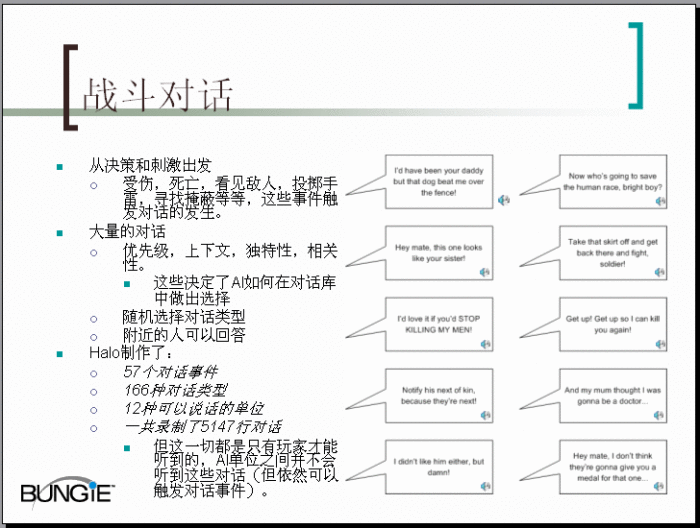 战斗对话
从决策和刺激出发
受伤，死亡，看见敌人，投掷手
雷，寻找掩蔽等等，这些事件触
发对话的发生。
大量的对话
优先级，上下文，独特性，相关
性。
这些决定了AI如何在对话库
中做出选择
随机选择对话类型
附近的人可以回答
Halo制作了：
57个对话事件
166种对话类型
12种可以说话的单位
一共录制了5147行对话
但这一切都是只有玩家才能
听到的，AI单位之间并不会
听到这些对话（但依然可以
触发对话事件）。
I'd have been your daddy
but that dog beat me over
the fence!
Now who's going to save
the human race, bright boy?
Hey mate, this one looks
like your sister!
Take that skirt off and get
back there and fight,
soldier!
I'd love it if you'd STOP
KILLING MY MEN!
Get up! Get up so I can kill
you again!
Notify his next of kin,
because they're next!
And my mum thought I was
gonna be a doctor...
I didn't like him either, but
damn!
Hey mate, I don't think
they're gonna give you a
medal for that one...
BUNGiE